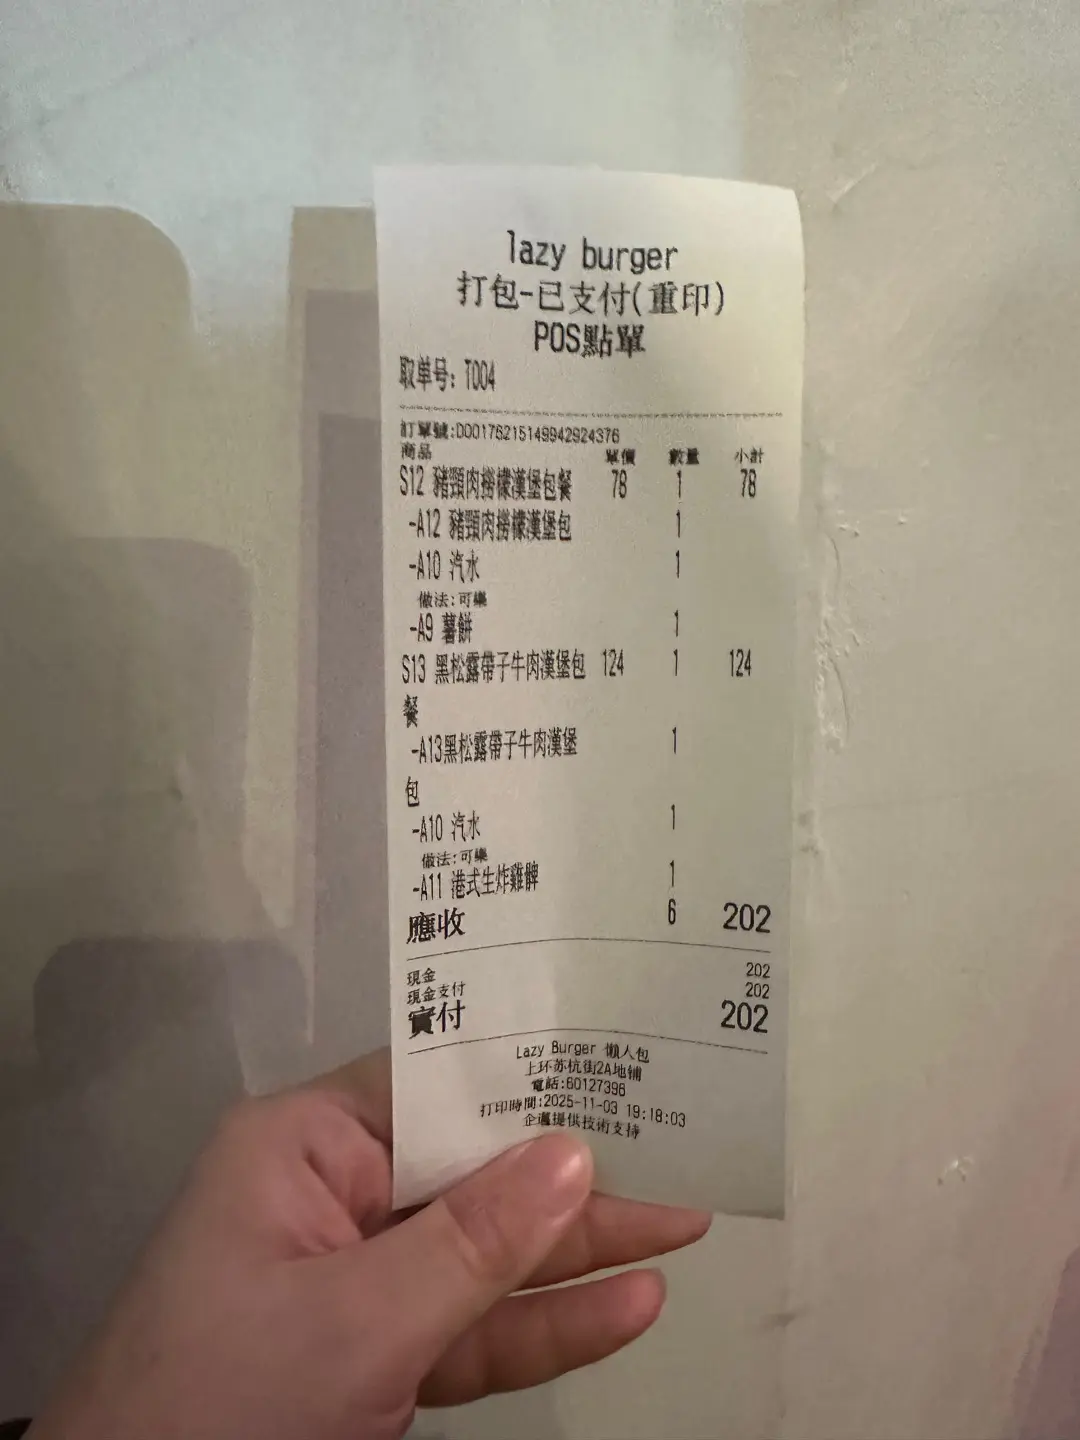 lazy burger
打包-已支付(重印)
POS點單
取单号: T004
訂單號:D00176215149942924376
商品 單價 數量 小計
S12 豬頸肉撈檬漢堡包餐 78 1 78
-A12 豬頸肉撈檬漢堡包 1
-A10 汽水 1
做法:可樂
-A9 薯餅 1
S13 黑松露帶子牛肉漢堡包 124 1 124
餐
-A13黑松露帶子牛肉漢堡 1
包
-A10 汽水 1
做法:可樂
-A11 港式生炸雞髀 1
應收 6 202
現金 202
現金支付 202
實付 202
Lazy Burger 懶人包
上环苏杭街2A地铺
電話:60127396
打印時間:2025-11-03 19:18:03
企邁提供技術支持